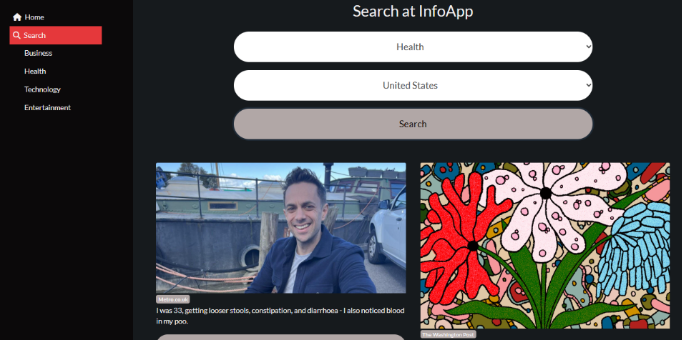 Search at InfoApp
Home
Search
Business
Health
Technology
Entertainment
Health
United States
Search
Metro.co.uk
I was 33, getting looser stools, constipation, and diarrhoea - I also noticed blood
in my poo.
The Washington Post